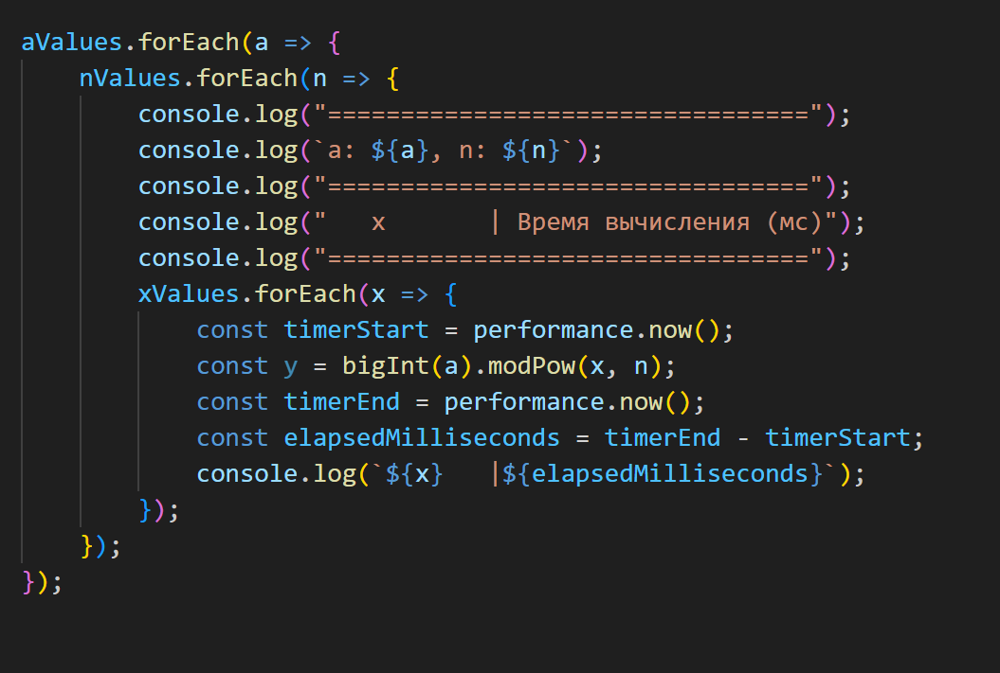 aValues.forEach(a => {
    nValues.forEach(n => {
        console.log("=================================");
        console.log(`a: ${a}, n: ${n}`);
        console.log("=================================");
        console.log("   x       | Время вычисления (мс)");
        console.log("=================================");
        xValues.forEach(x => {
            const timerStart = performance.now();
            const y = bigInt(a).modPow(x, n);
            const timerEnd = performance.now();
            const elapsedMilliseconds = timerEnd - timerStart;
            console.log(`${x}   |${elapsedMilliseconds}`);
        });
    });
});